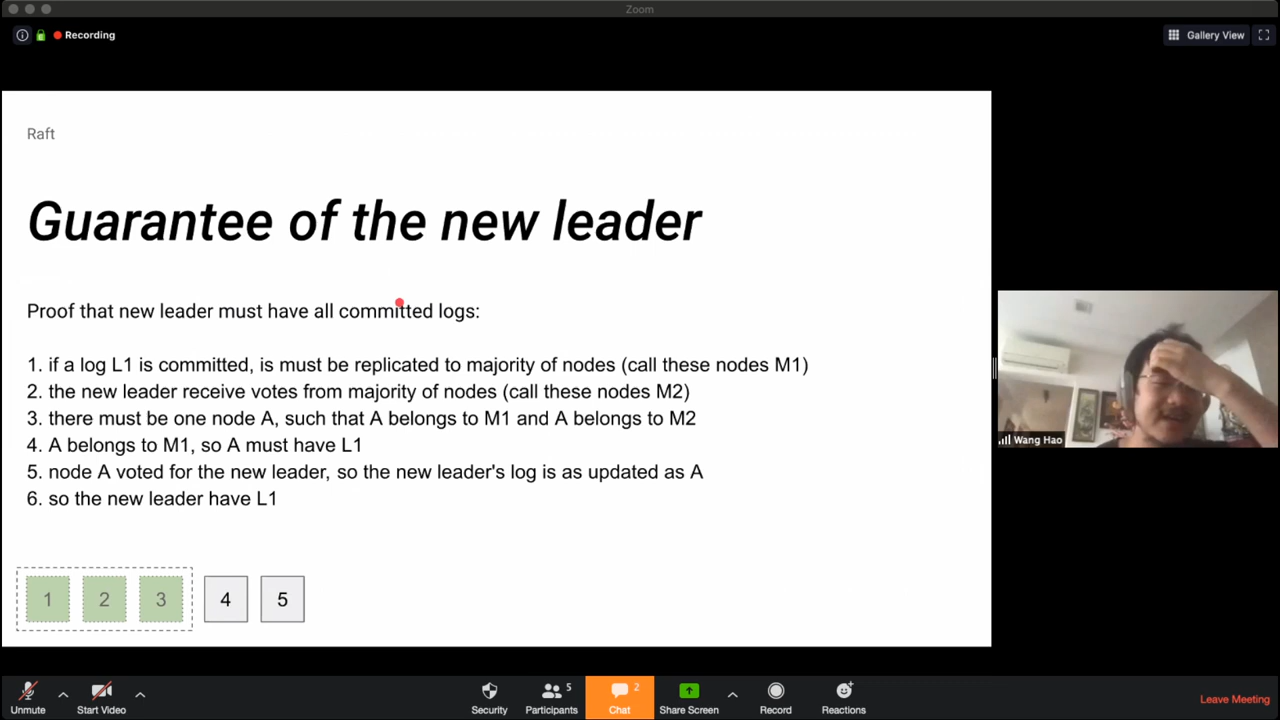 Zoom
Recording
Gallery View
Raft
Guarantee of the new leader
Proof that new leader must have all committed logs:
1. if a log L1 is committed, is must be replicated to majority of nodes (call these nodes M1)
2. the new leader receive votes from majority of nodes (call these nodes M2)
3. there must be one node A, such that A belongs to M1 and A belongs to M2
4. A belongs to M1, so A must have L1
5. node A voted for the new leader, so the new leader's log is as updated as A
6. so the new leader have L1
1 2 3 4 5
Wang Hao
Unmute
Start Video
Security
5
Participants
2
Chat
Share Screen
Record
Reactions
Leave Meeting